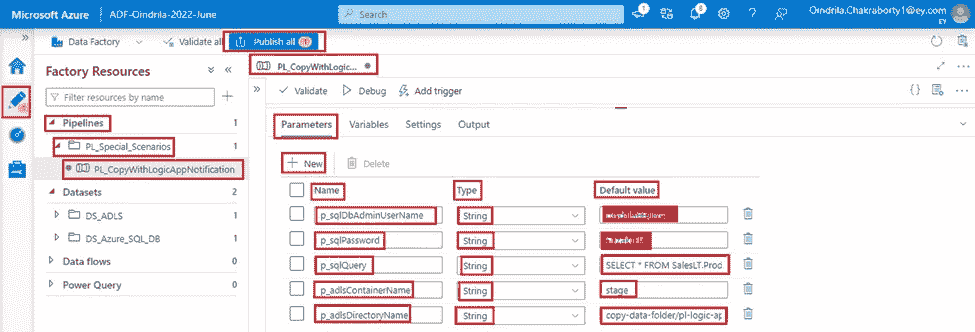 Microsoft Azure
ADF-Oindrila-2022-June
Search
Oindrila.Chakraborty1@ey.com
EY
Data Factory
Validate all
Publish all
Factory Resources
Filter resources by name
Pipelines 1
PL_Special_Scenarios 1
PL_CopyWithLogicAppNotification
Datasets 2
DS_ADLS 1
DS_Azure_SQL_DB 1
Data flows 0
Power Query 0
PL_CopyWithLogic...
Validate Debug Add trigger
Parameters Variables Settings Output
New Delete
Name Type Default value
p_sqlDbAdminUserName String
p_sqlPassword String
p_sqlQuery String SELECT * FROM SalesLT.Prod
p_adlsContainerName String stage
p_adlsDirectoryName String copy-data-folder/pl-logic-ap